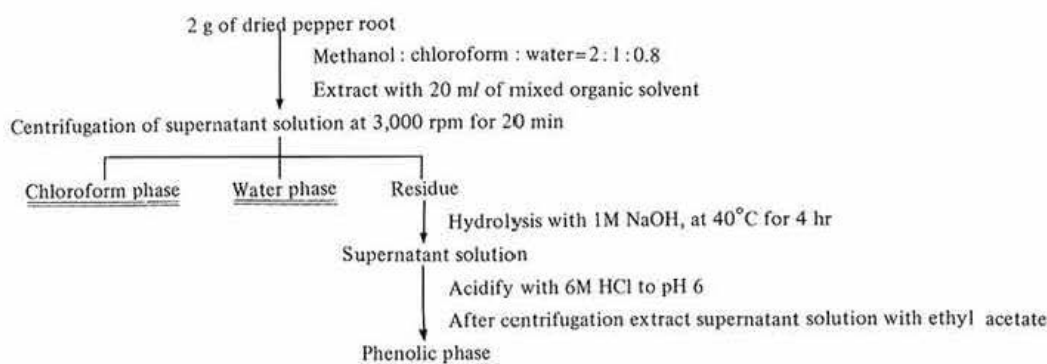 2 g of dried pepper root
Methanol : chloroform : water=2 : 1 : 0.8
Extract with 20 ml of mixed organic solvent
Centrifugation of supernatant solution at 3,000 rpm for 20 min
Chloroform phase Water phase Residue
Hydrolysis with 1M NaOH, at 40°C for 4 hr
Supernatant solution
Acidify with 6M HCl to pH 6
After centrifugation extract supernatant solution with ethyl acetate
Phenolic phase